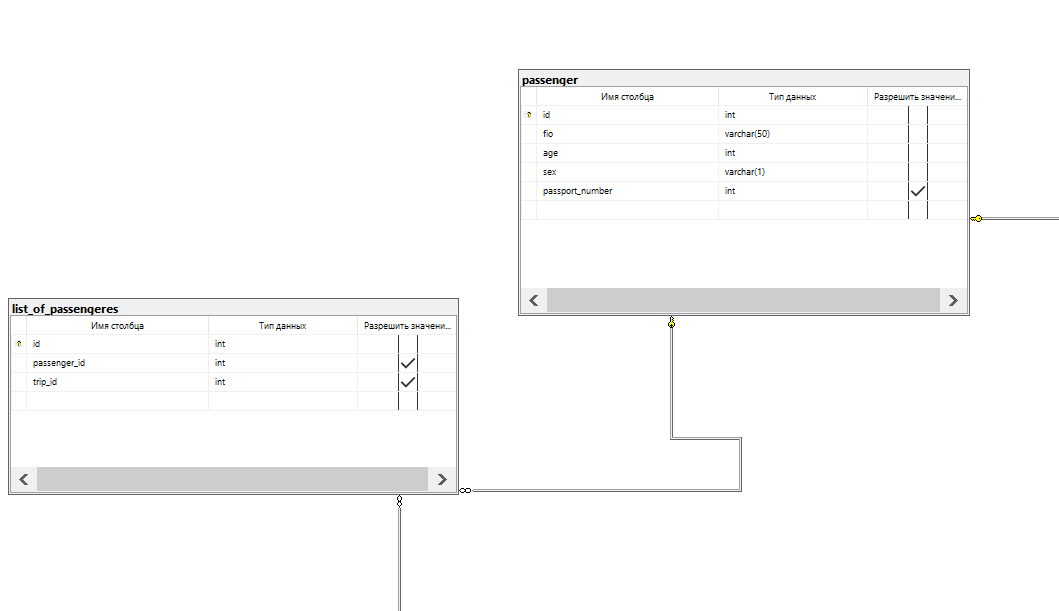 passenger
Имя столбца Тип данных Разрешить значени...
id int
fio varchar(50)
age int
sex varchar(1)
passport_number int
list_of_passengeres
Имя столбца Тип данных Разрешить значени...
id int
passenger_id int
trip_id int